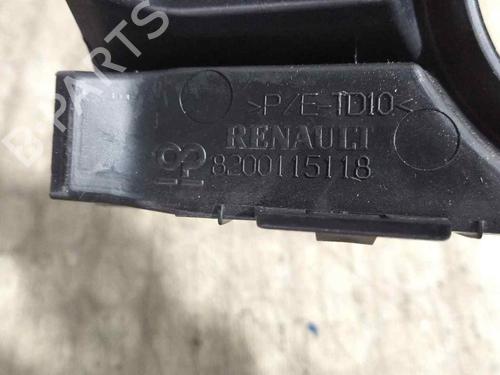 B-PARTS
>P/E-TD10<
RENAULT
8200115118